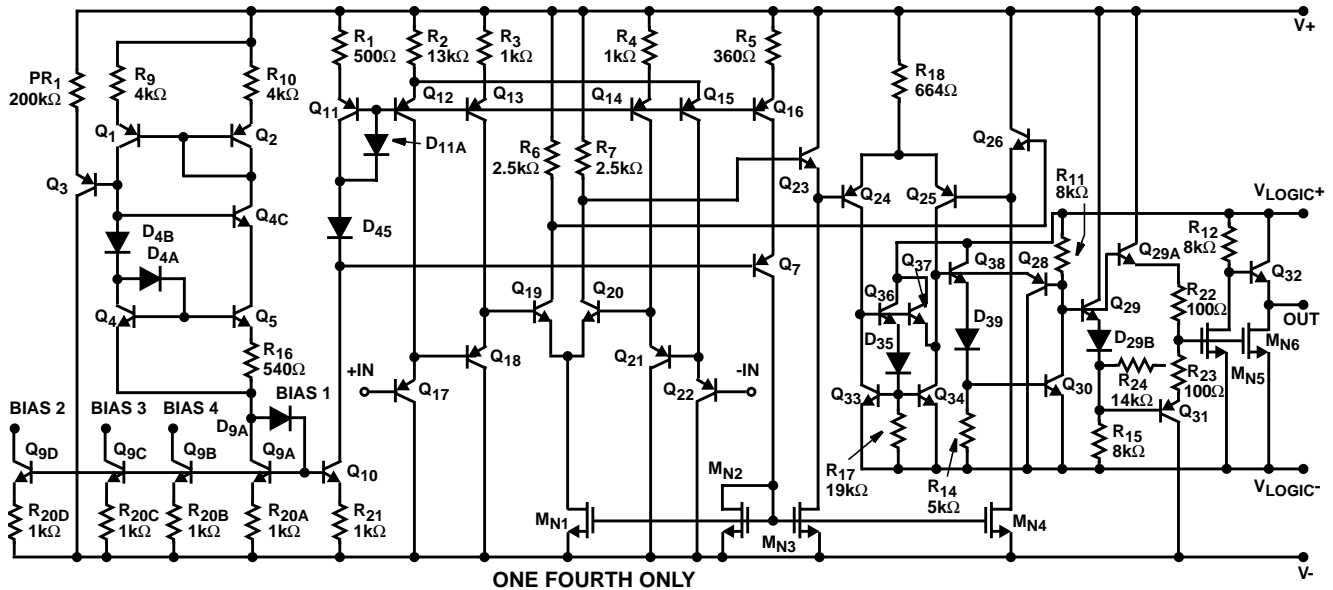 V+
PR1
200kΩ
R9
4kΩ
R10
4kΩ
R1
500Ω
R2
13kΩ
R3
1kΩ
R4
1kΩ
R5
360Ω
R18
664Ω
Q1
Q2
Q3
Q4C
D4B
D4A
Q4
Q5
R16
540Ω
Q11
Q12
Q13
Q14
Q15
Q16
D11A
D45
R6
2.5kΩ
R7
2.5kΩ
Q23
Q24
Q25
Q26
R11
8kΩ
VLOGIC+
R12
8kΩ
Q7
Q19
Q20
Q18
Q21
+IN
Q17
Q22
-IN
Q36
Q37
Q38
Q28
Q29A
Q29
Q32
OUT
R22
100Ω
D35
D39
D29B
MN6
MN5
R23
100Ω
R24
14kΩ
Q33
Q34
Q30
Q31
R17
19kΩ
R14
5kΩ
R15
8kΩ
VLOGIC-
BIAS 2
BIAS 3
BIAS 4
BIAS 1
D9A
Q9D
Q9C
Q9B
Q9A
Q10
R20D
1kΩ
R20C
1kΩ
R20B
1kΩ
R20A
1kΩ
R21
1kΩ
MN1
MN2
MN3
MN4
V-
ONE FOURTH ONLY